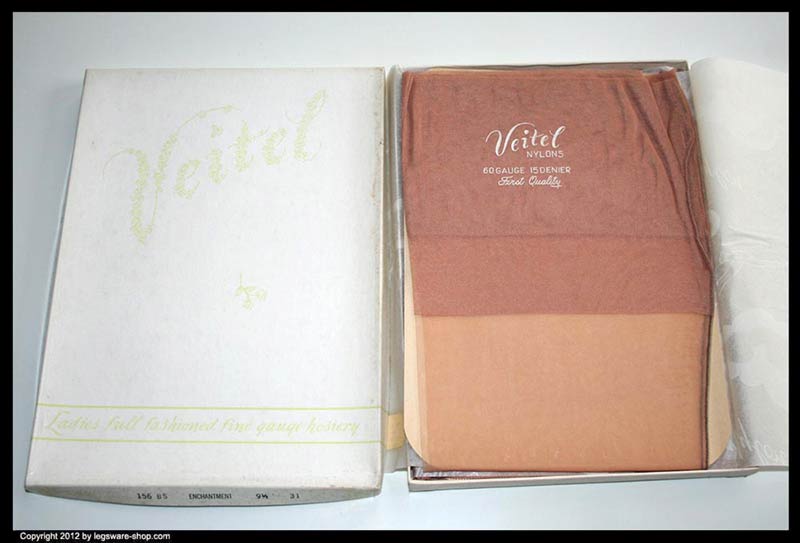 Veitel
Ladies full fashioned fine gauge hosiery
156 85 ENCHANTMENT 9½ 31
Veitel
NYLONS
60 GAUGE 15 DENIER
First Quality
Copyright 2012 by legsware-shop.com